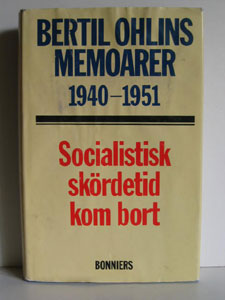 BERTIL OHLINS
MEMOARER
1940–1951
Socialistisk
skördetid
kom bort
BONNIERS